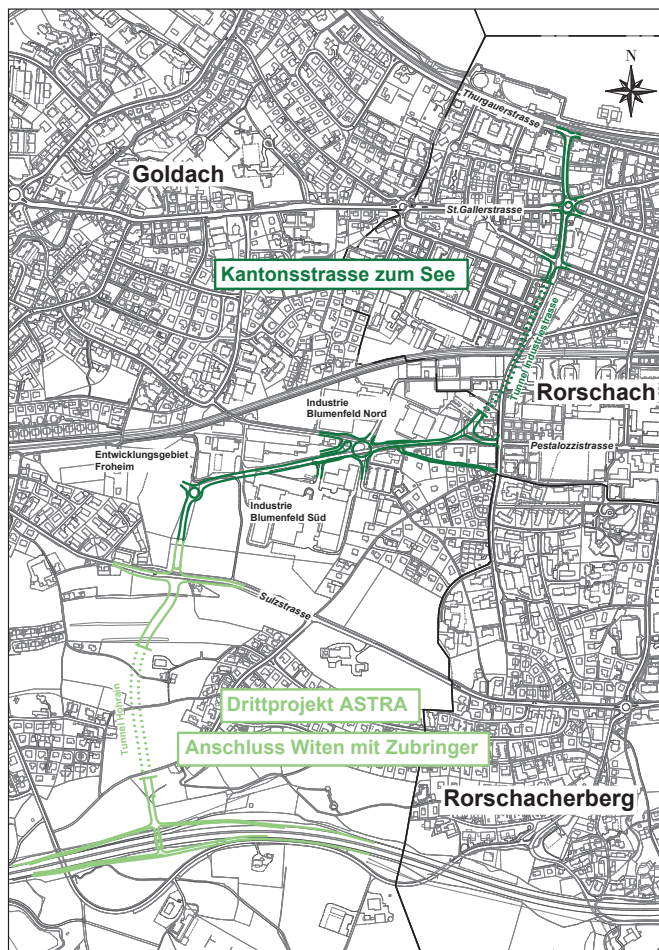 N
Thurgauerstrasse
Goldach
St.Gallerstrasse
Kantonsstrasse zum See
Tunnel Industriestrasse
Rorschach
Industrie
Blumenfeld Nord
Pestalozzistrasse
Entwicklungsgebiet
Froheim
Industrie
Blumenfeld Süd
Sulzstrasse
Tunnel Hohrain
Drittprojekt ASTRA
Anschluss Witen mit Zubringer
Rorschacherberg